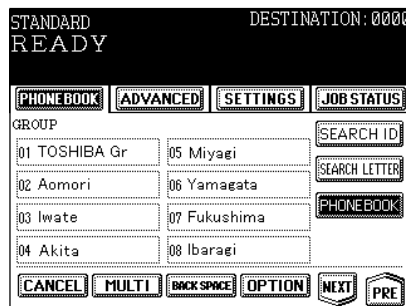 STANDARD DESTINATION:0000
READY
PHONE BOOK ADVANCED SETTINGS JOB STATUS
GROUP
SEARCH ID
01 TOSHIBA Gr 05 Miyagi
SEARCH LETTER
02 Aomori 06 Yamagata
PHONEBOOK
03 Iwate 07 Fukushima
04 Akita 08 Ibaragi
CANCEL MULTI BACK SPACE OPTION NEXT PRE